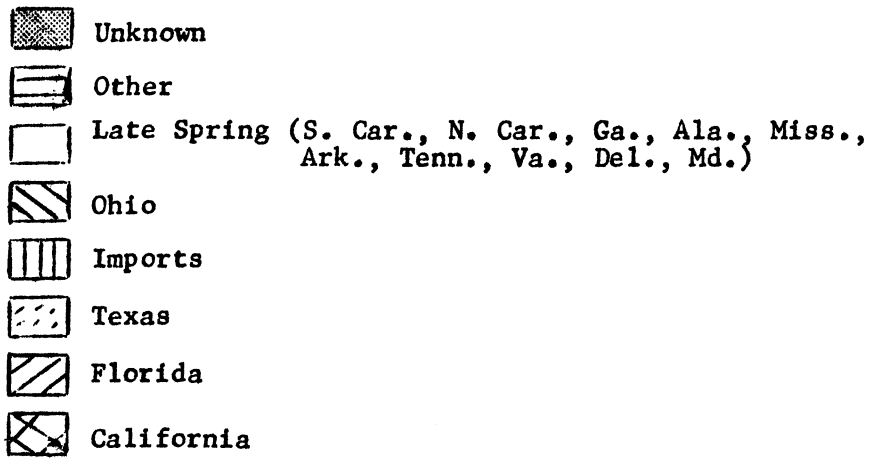 Unknown
Other
Late Spring (S. Car., N. Car., Ga., Ala., Miss.,
Ark., Tenn., Va., Del., Md.)
Ohio
Imports
Texas
Florida
California